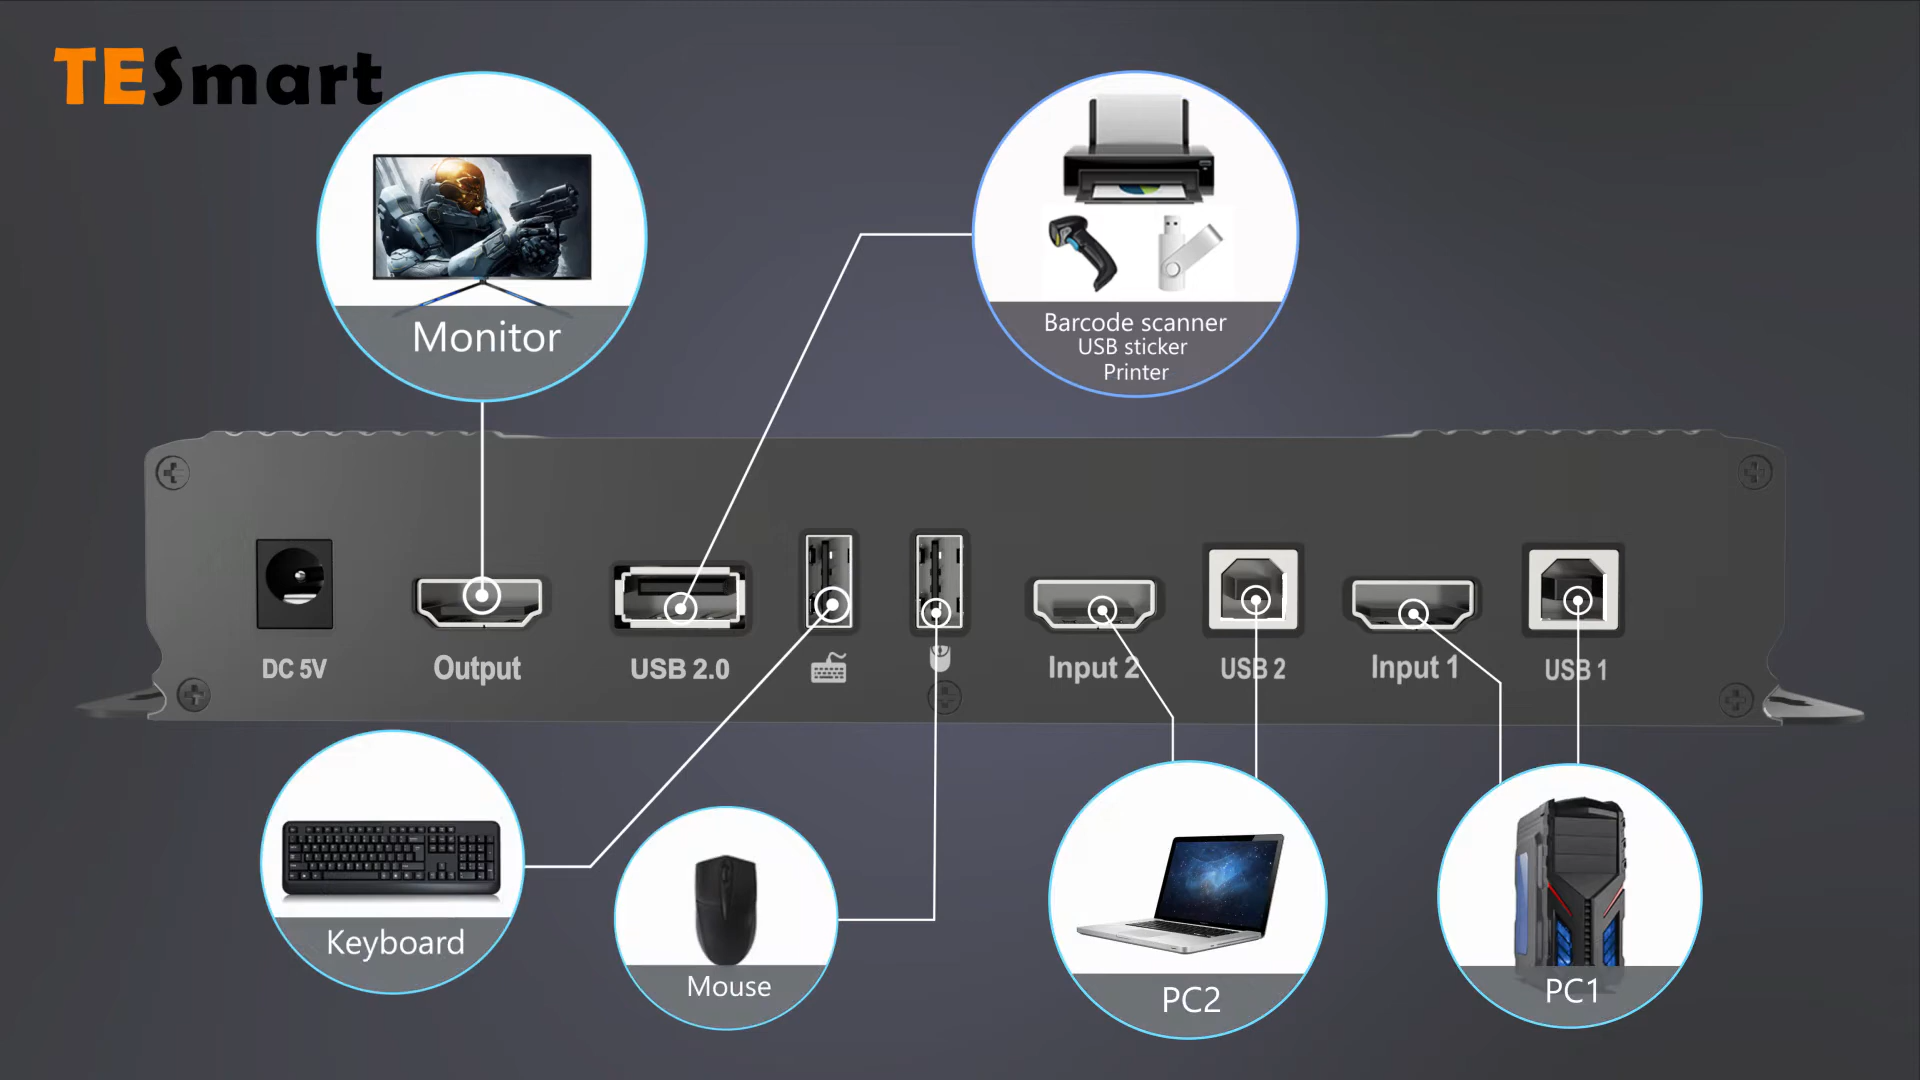 TESmart
Monitor
Barcode scanner
USB sticker
Printer
DC 5V
Output
USB 2.0
Input 2
USB 2
Input 1
USB 1
Keyboard
Mouse
PC2
PC1